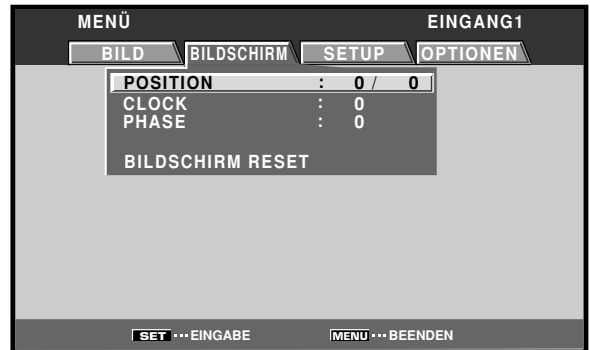 MENÜ EINGANG1
BILD BILDSCHIRM SETUP OPTIONEN
POSITION : 0 / 0
CLOCK : 0
PHASE : 0
BILDSCHIRM RESET
SET ··· EINGABE MENU ··· BEENDEN